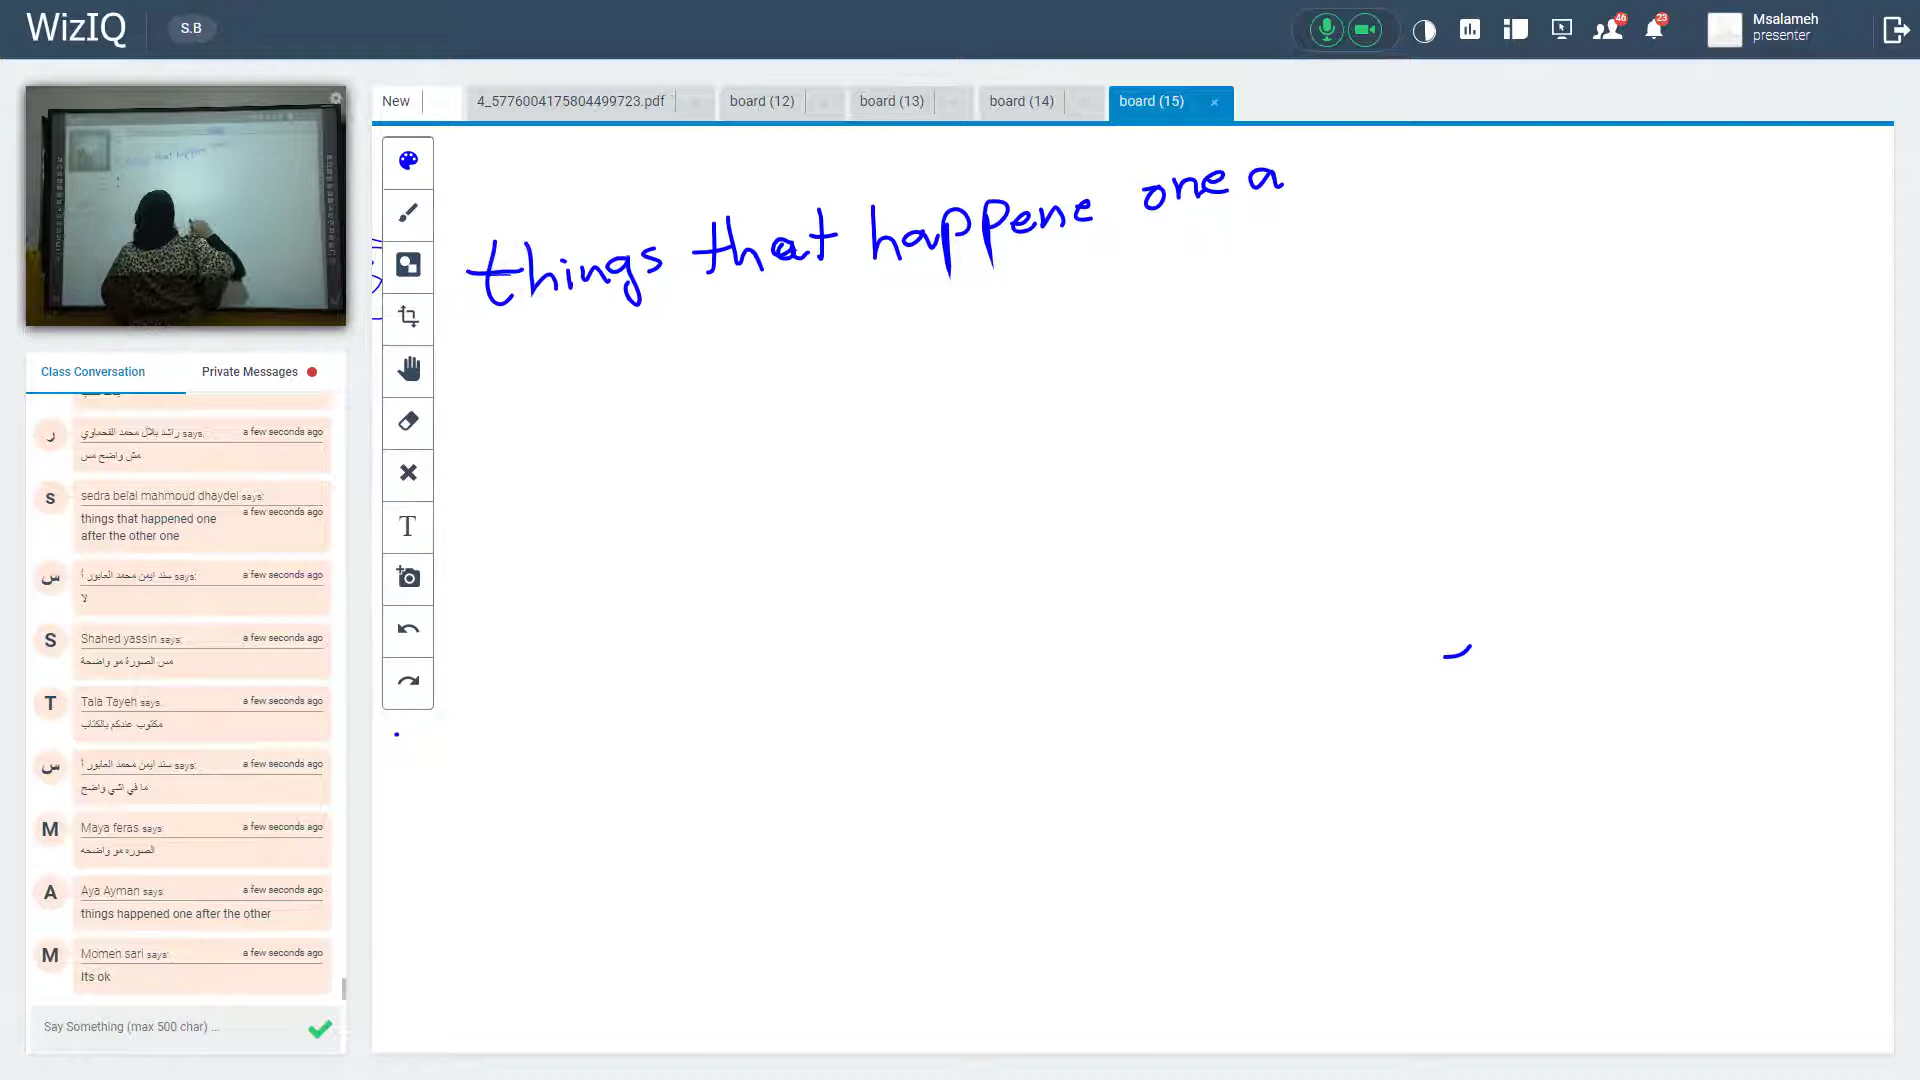 WizIQ
S.B
46
23
Msalameh
presenter
New
4_5776004175804499723.pdf
board (12)
board (13)
board (14)
board (15)
things that happene one a
Class Conversation
Private Messages
راشد بلال محمد الفحماوي says:
a few seconds ago
مش واضح مس
sedra belal mahmoud dhaydel says:
a few seconds ago
things that happened one
after the other one
سند ايمن محمد العابور أ says:
a few seconds ago
لا
Shahed yassin says:
a few seconds ago
مس الصورة مو واضحة
Tala Tayeh says:
a few seconds ago
مكتوب عندكم بالكتاب
سند ايمن محمد العابور أ says:
a few seconds ago
ما في اشي واضح
Maya feras says:
a few seconds ago
الصوره مو واضحه
Aya Ayman says:
a few seconds ago
things happened one after the other
Momen sari says:
a few seconds ago
Its ok
Say Something (max 500 char) ...